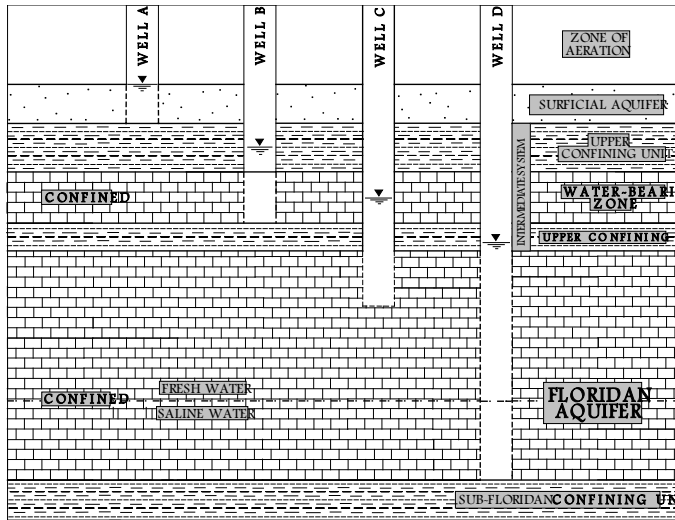 WELL A
WELL B
WELL C
WELL D
ZONE OF
AERATION
SURFICIAL AQUIFER
INTERMEDIATE SYSTEM
UPPER
CONFINING UNIT
CONFINED
WATER-BEARI
ZONE
UPPER CONFINING
FRESH WATER
CONFINED
SALINE WATER
FLORIDAN
AQUIFER
SUB-FLORIDAN CONFINING UN